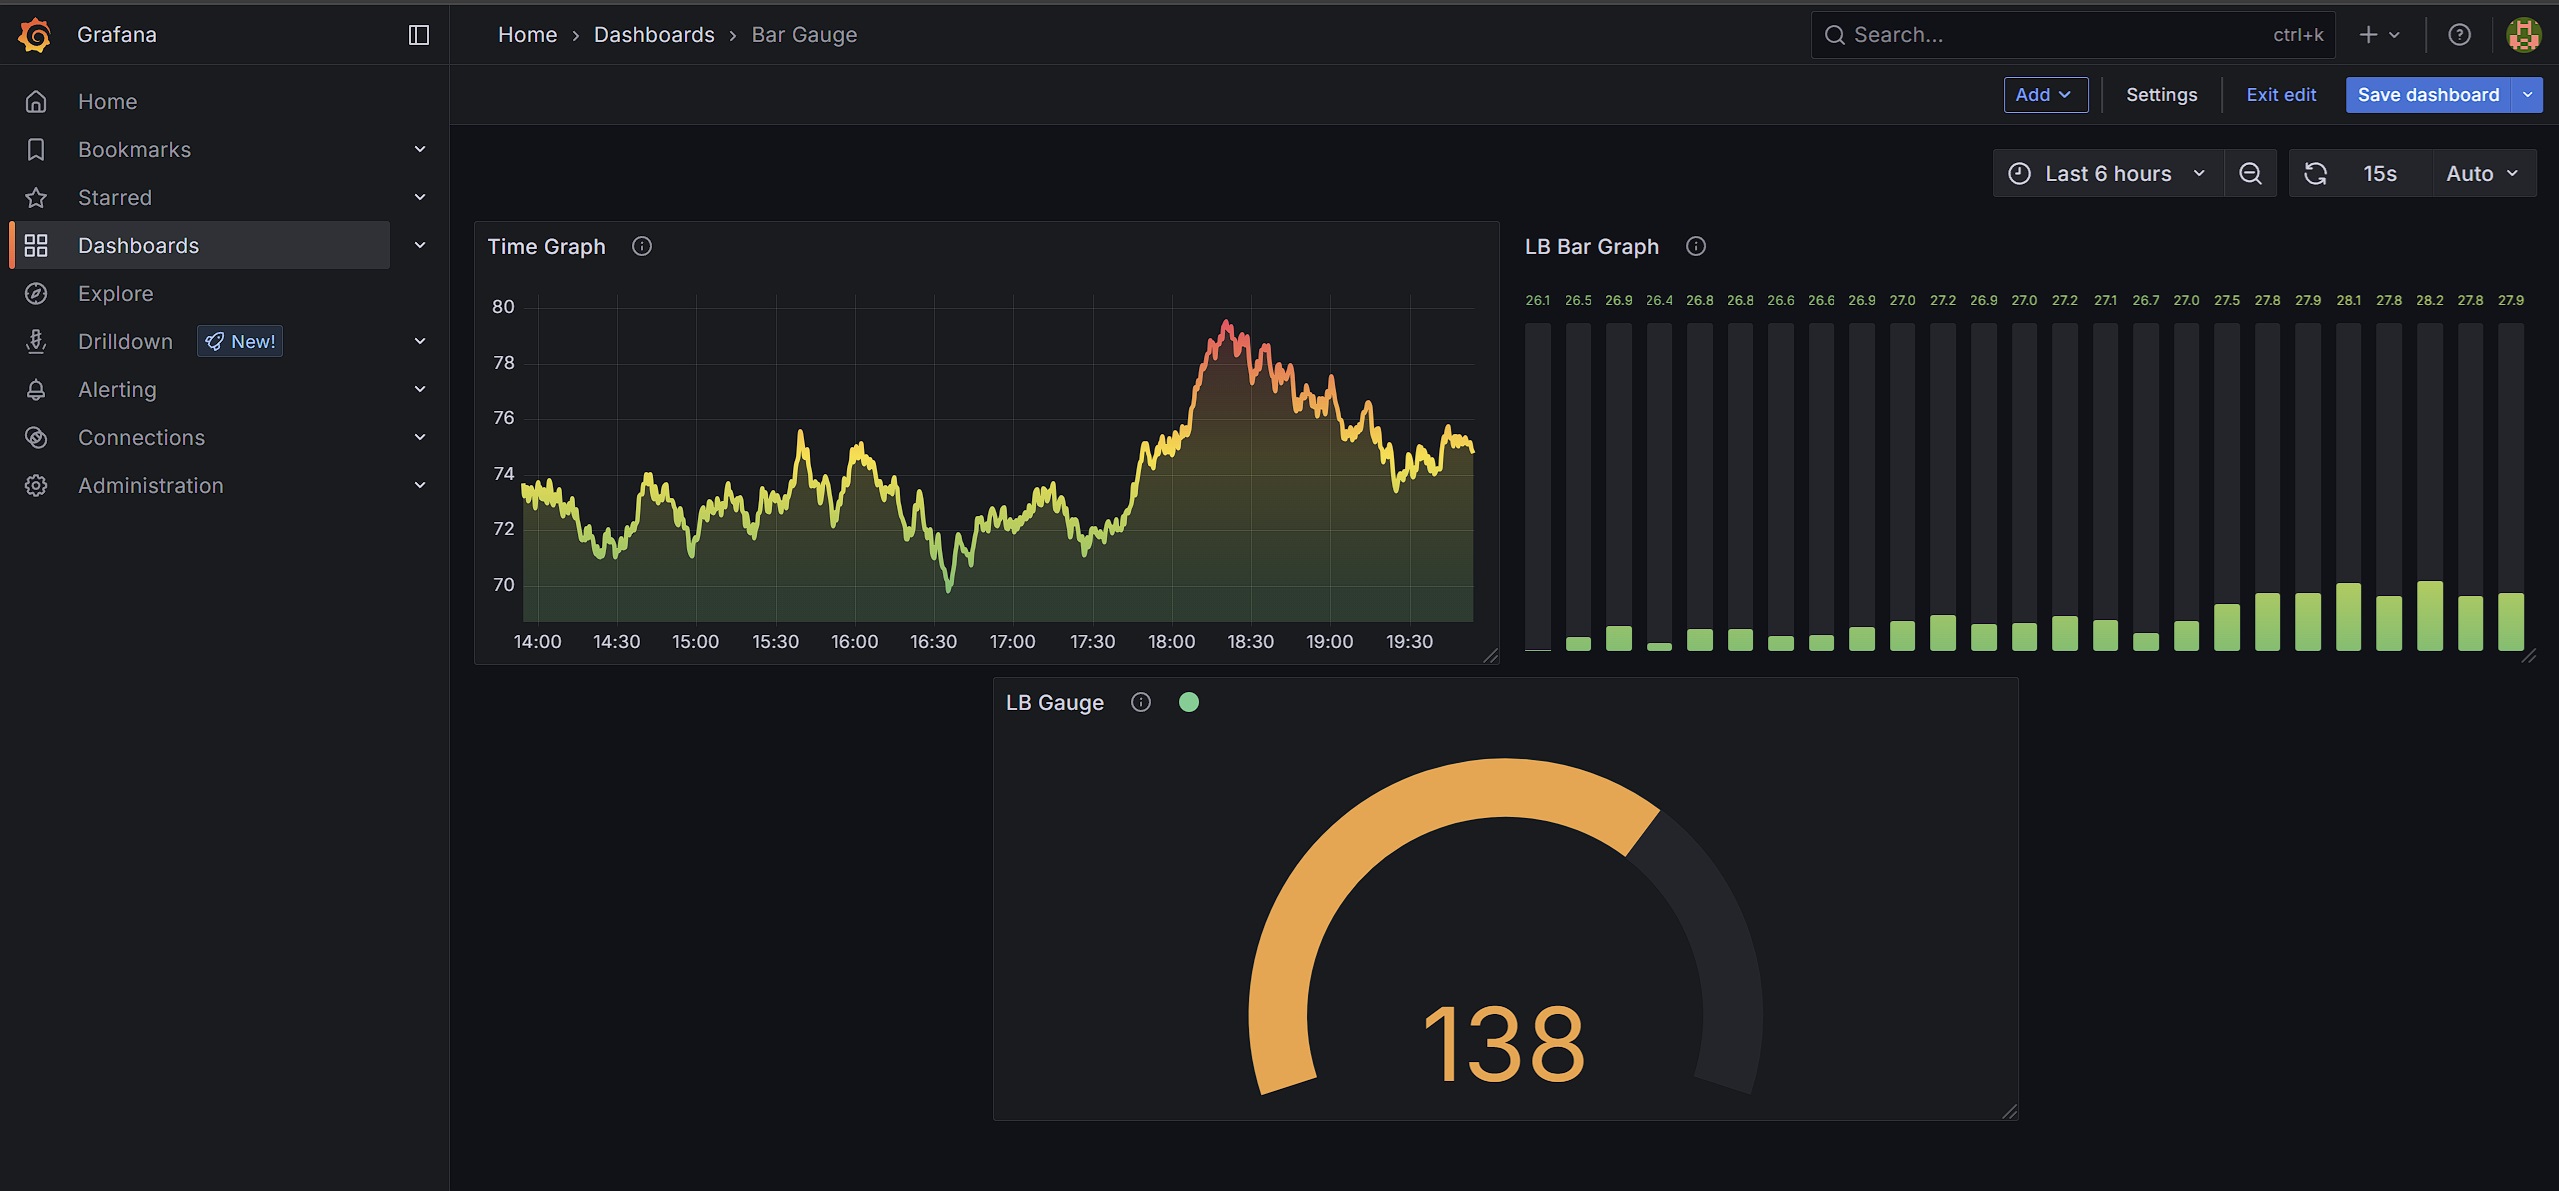 Grafana
Home › Dashboards › Bar Gauge
Search... ctrl+k
Home
Bookmarks
Starred
Dashboards
Explore
Drilldown New!
Alerting
Connections
Administration
Add Settings Exit edit Save dashboard
Last 6 hours 15s Auto
Time Graph
80
78
76
74
72
70
14:00 14:30 15:00 15:30 16:00 16:30 17:00 17:30 18:00 18:30 19:00 19:30
LB Bar Graph
26.1 26.5 26.9 26.4 26.8 26.8 26.6 26.6 26.9 27.0 27.2 26.9 27.0 27.2 27.1 26.7 27.0 27.5 27.8 27.9 28.1 27.8 28.2 27.8 27.9
LB Gauge
138